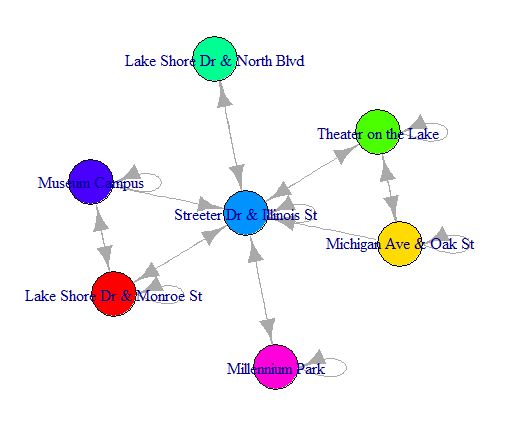 Lake Shore Dr & North Blvd
Theater on the Lake
Museum Campus
Streeter Dr & Illinois St
Michigan Ave & Oak St
Lake Shore Dr & Monroe St
Millennium Park